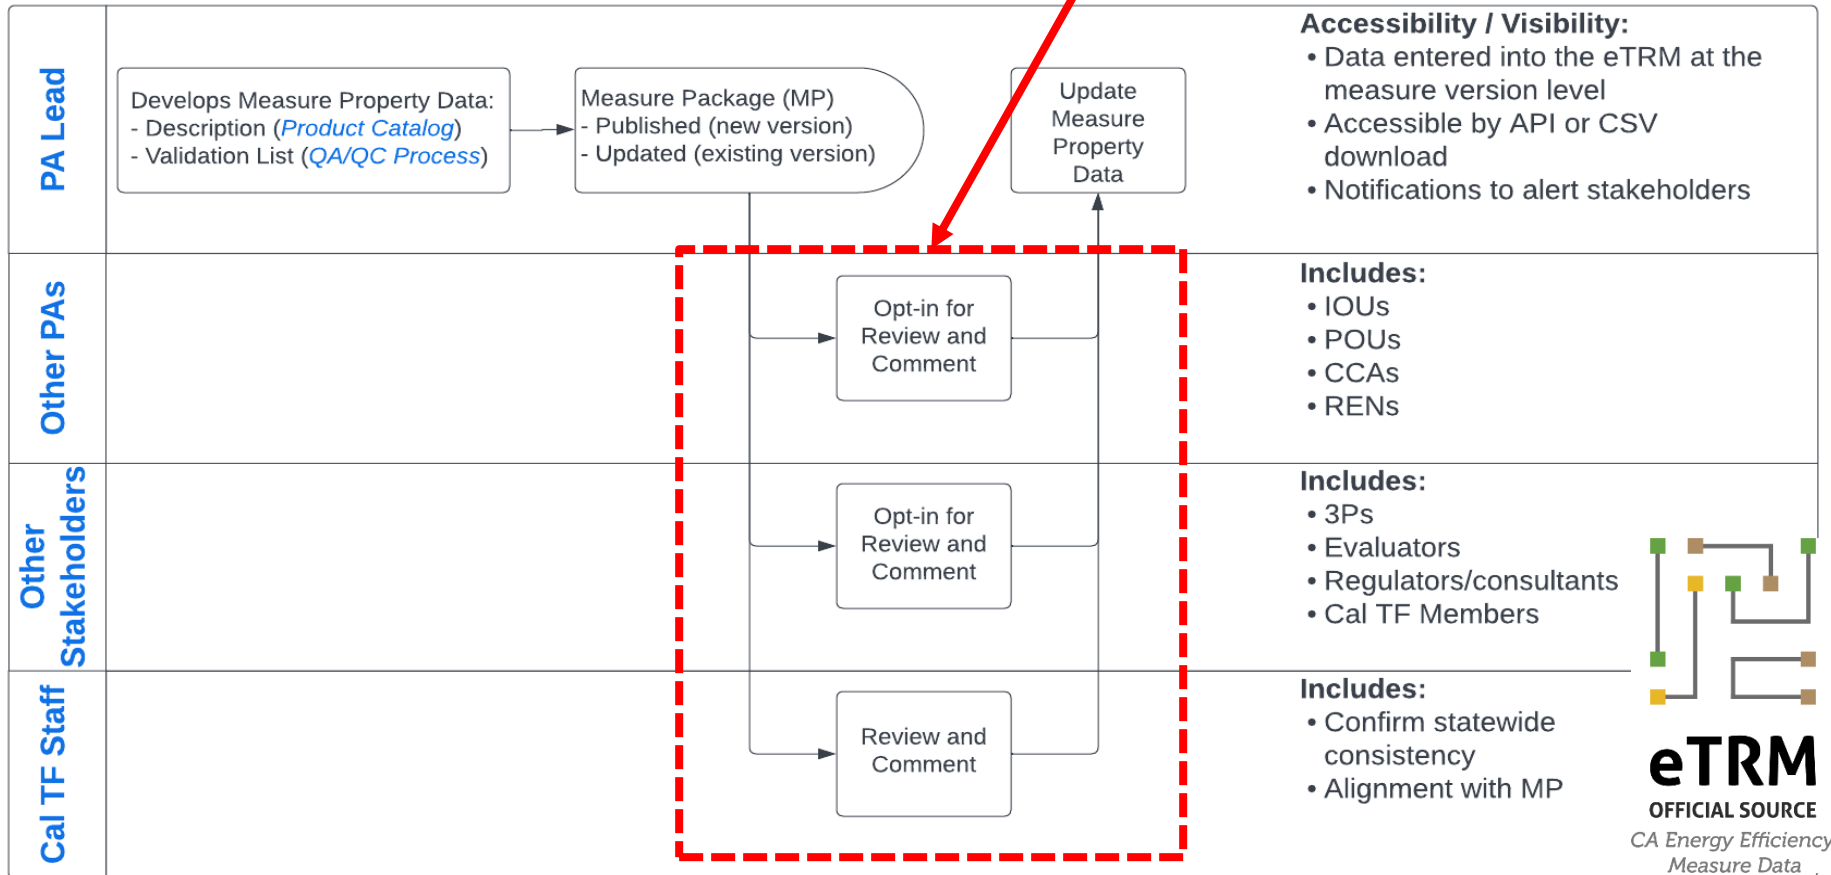 PA Lead
Develops Measure Property Data:
- Description (Product Catalog)
- Validation List (QA/QC Process)
Measure Package (MP)
- Published (new version)
- Updated (existing version)
Update
Measure
Property
Data
Accessibility / Visibility:
• Data entered into the eTRM at the
measure version level
• Accessible by API or CSV
download
• Notifications to alert stakeholders
Other PAs
Opt-in for
Review and
Comment
Includes:
• IOUs
• POUs
• CCAs
• RENs
Other
Stakeholders
Opt-in for
Review and
Comment
Includes:
• 3Ps
• Evaluators
• Regulators/consultants
• Cal TF Members
Cal TF Staff
Review and
Comment
Includes:
• Confirm statewide
consistency
• Alignment with MP
eTRM
OFFICIAL SOURCE
CA Energy Efficiency
Measure Data